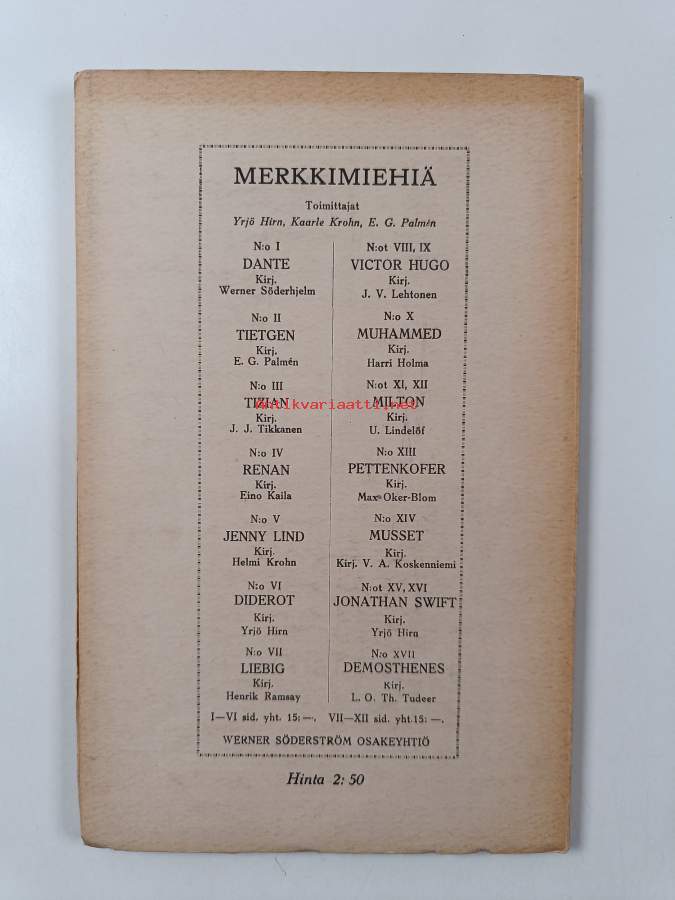 MERKKIMIEHIÄ
Toimittajat
Yrjö Hirn, Kaarle Krohn, E. G. Palmén
N:o I
DANTE
Kirj.
Werner Söderhjelm
N:o II
TIETGEN
Kirj.
E. G. Palmén
N:o III
TIZIAN
Kirj.
J. J. Tikkanen
N:o IV
RENAN
Kirj.
Eino Kaila
N:o V
JENNY LIND
Kirj.
Helmi Krohn
N:o VI
DIDEROT
Kirj.
Yrjö Hirn
N:o VII
LIEBIG
Kirj.
Henrik Ramsay
N:ot VIII, IX
VICTOR HUGO
Kirj.
J. V. Lehtonen
N:o X
MUHAMMED
Kirj.
Harri Holma
N:ot XI, XII
MILTON
Kirj.
U. Lindelöf
N:o XIII
PETTENKOFER
Kirj.
Max Oker-Blom
N:o XIV
MUSSET
Kirj.
Kirj. V. A. Koskenniemi
N:ot XV, XVI
JONATHAN SWIFT
Kirj.
Yrjö Hirn
N:o XVII
DEMOSTHENES
Kirj.
L. O. Th. Tudeer
I—VI sid. yht. 15:—. VII—XII sid. yht. 15:—.
WERNER SÖDERSTRÖM OSAKEYHTIÖ
Hinta 2: 50
Antikvariaatti.net